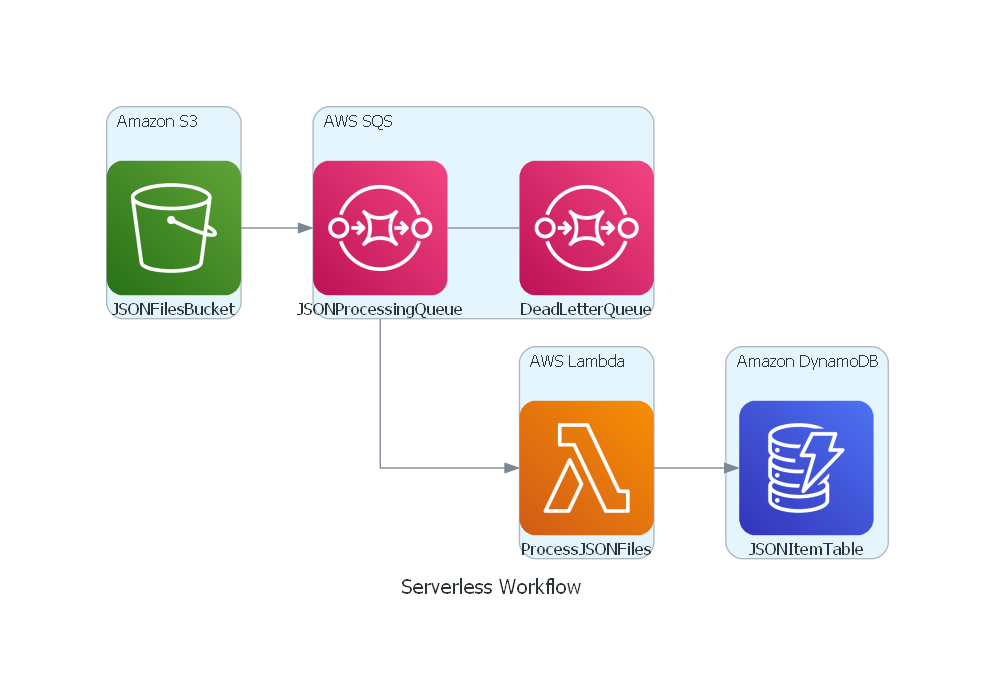 Amazon S3
AWS SQS
JSONFilesBucket
JSONProcessingQueue
DeadLetterQueue
AWS Lambda
Amazon DynamoDB
ProcessJSONFiles
JSONItemTable
Serverless Workflow